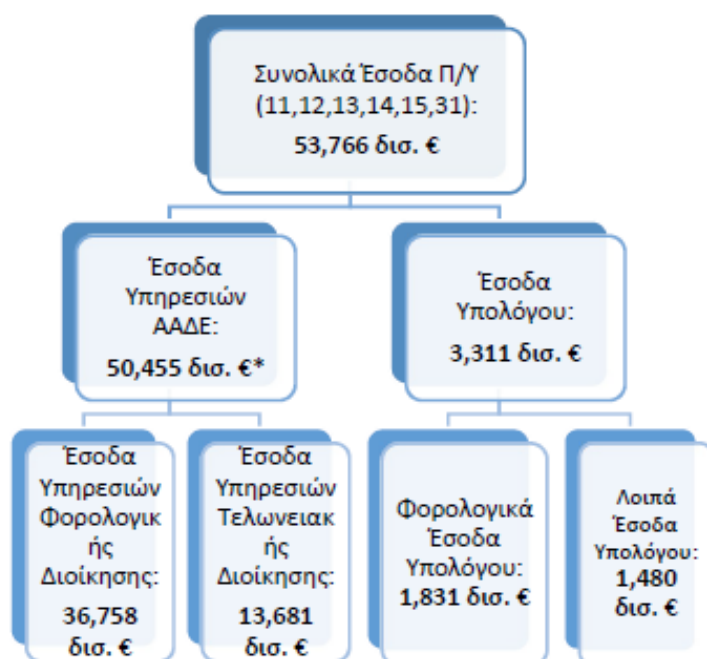 Συνολικά Έσοδα Π/Υ
(11,12,13,14,15,31):
53,766 δισ. €
Έσοδα
Υπηρεσιών
ΑΑΔΕ:
50,455 δισ. €*
Έσοδα
Υπολόγου:
3,311 δισ. €
Έσοδα
Υπηρεσιών
Φορολογικ
ής
Διοίκησης:
36,758
δισ. €
Έσοδα
Υπηρεσιών
Τελωνειακ
ής
Διοίκησης:
13,681
δισ. €
Φορολογικά
Έσοδα
Υπολόγου:
1,831 δισ. €
Λοιπά
Έσοδα
Υπολόγου:
1,480
δισ. €